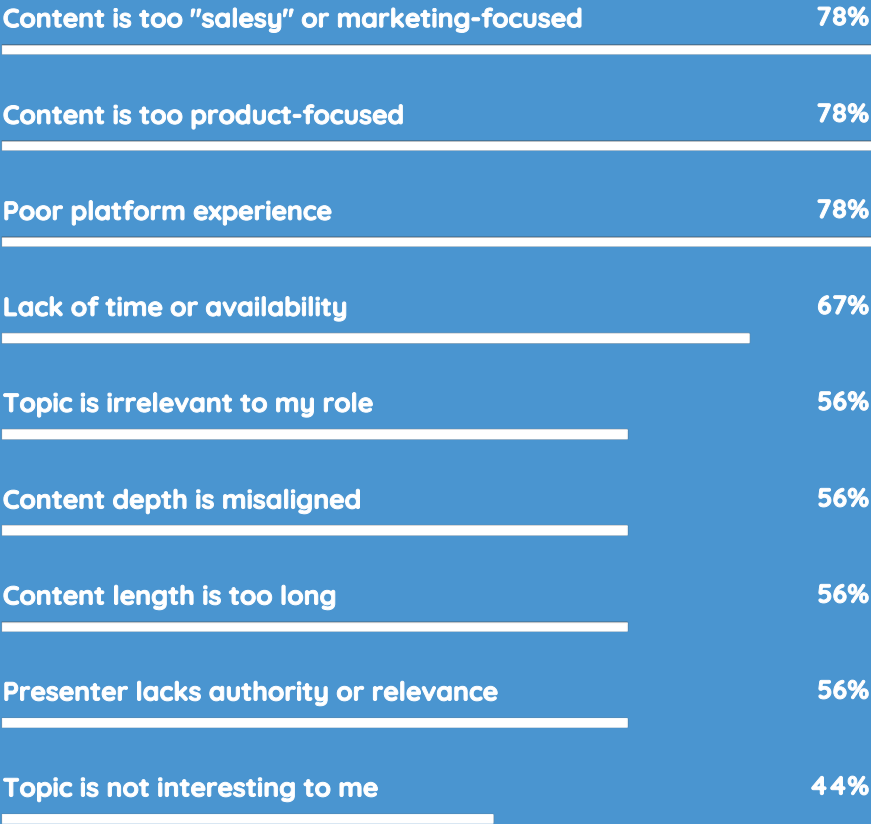 Content is too "salesy" or marketing-focused 78%
Content is too product-focused 78%
Poor platform experience 78%
Lack of time or availability 67%
Topic is irrelevant to my role 56%
Content depth is misaligned 56%
Content length is too long 56%
Presenter lacks authority or relevance 56%
Topic is not interesting to me 44%